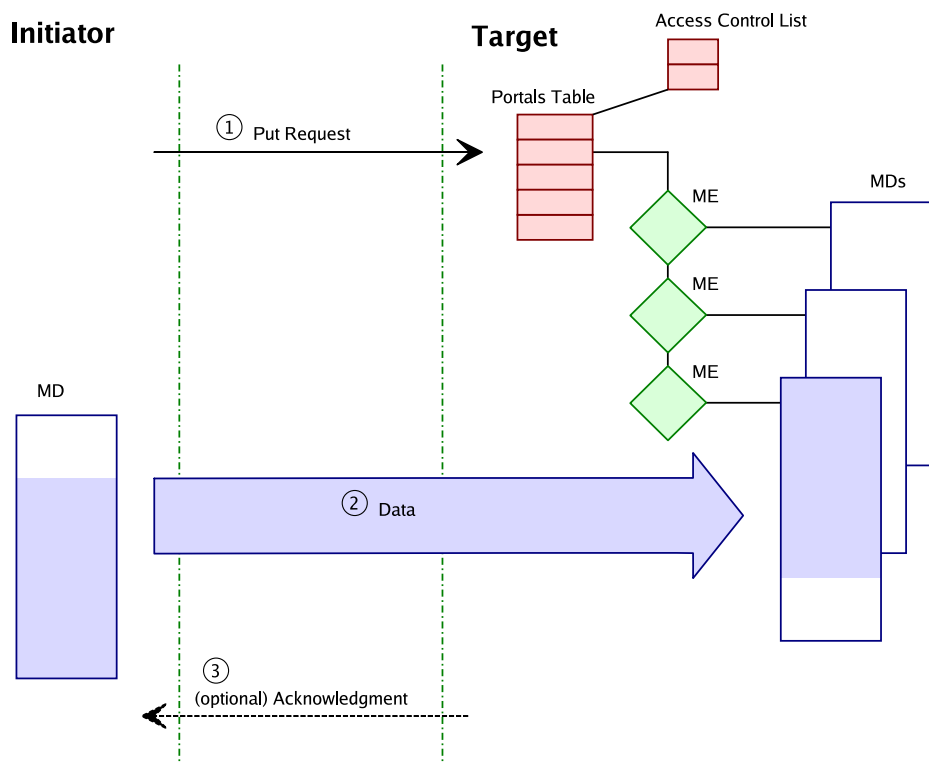 Initiator
Target
Access Control List
Portals Table
① Put Request
ME
MDs
ME
ME
MD
② Data
③
(optional) Acknowledgment